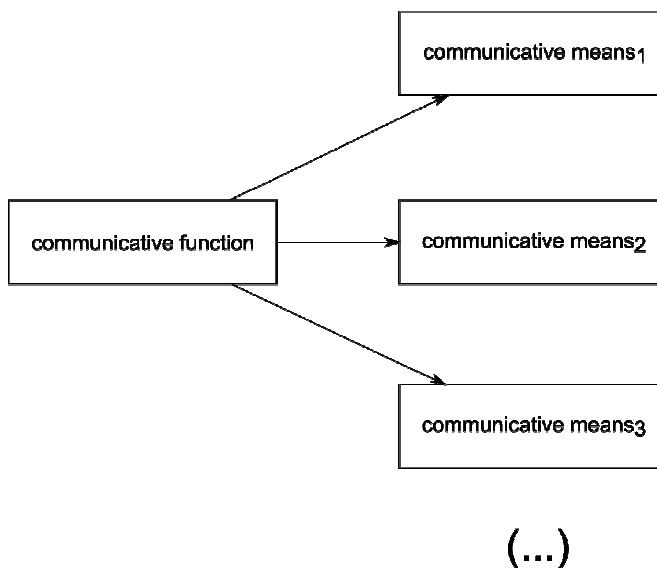 communicative means1
communicative function
communicative means2
communicative means3
(...)